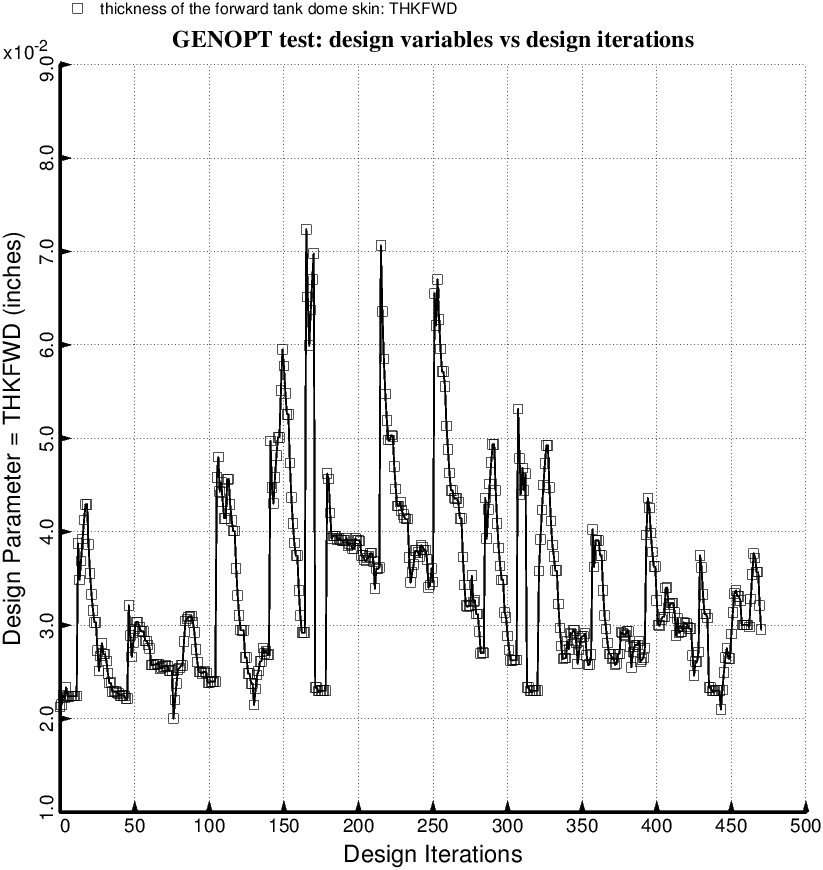 thickness of the forward tank dome skin: THKFWD
GENOPT test: design variables vs design iterations
x10-2
9.0
8.0
7.0
6.0
5.0
4.0
3.0
2.0
1.0
Design Parameter = THKFWD (inches)
0 50 100 150 200 250 300 350 400 450 500
Design Iterations